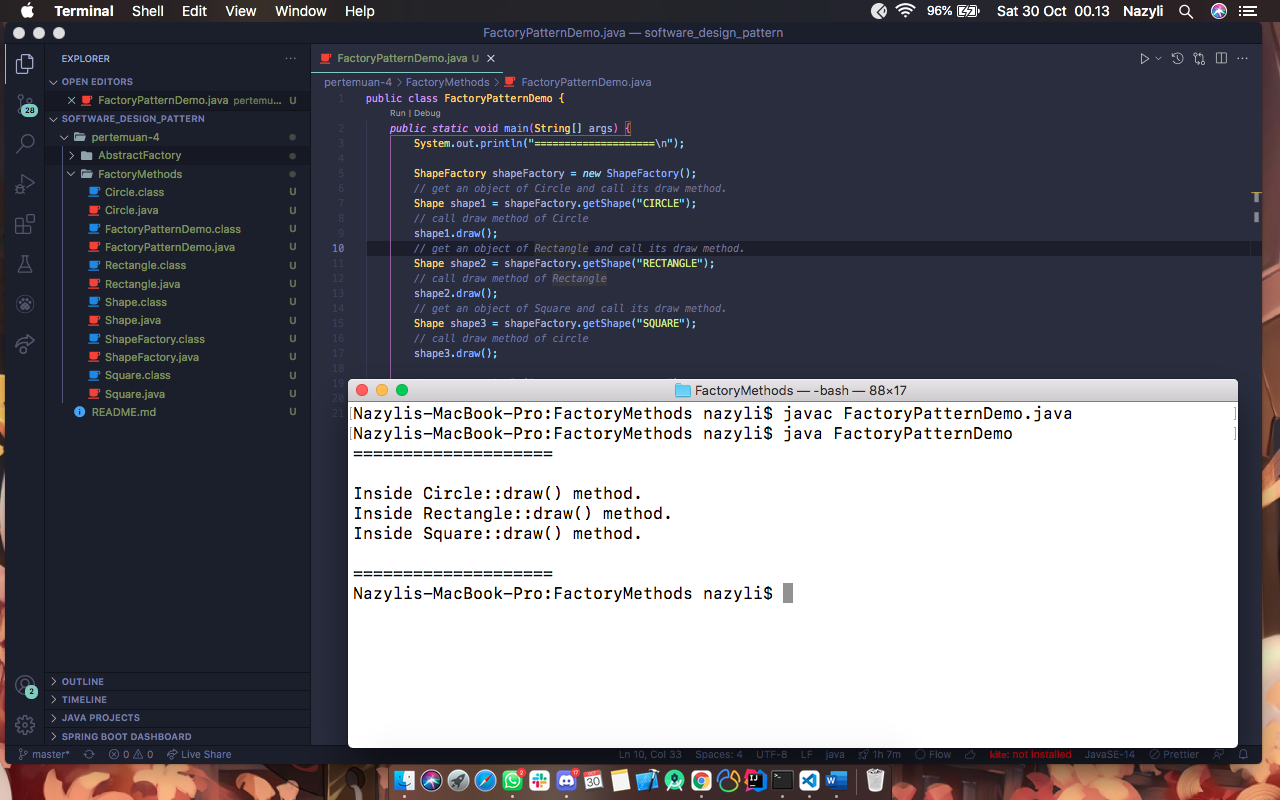 Terminal Shell Edit View Window Help 96% Sat 30 Oct 00.13 Nazyli
FactoryPatternDemo.java — software_design_pattern
EXPLORER
OPEN EDITORS
FactoryPatternDemo.java pertemu... U
28
SOFTWARE_DESIGN_PATTERN
pertemuan-4
AbstractFactory
FactoryMethods
Circle.class U
Circle.java U
FactoryPatternDemo.class U
FactoryPatternDemo.java U
Rectangle.class U
Rectangle.java U
Shape.class U
Shape.java U
ShapeFactory.class U
ShapeFactory.java U
Square.class U
Square.java U
README.md U
OUTLINE
TIMELINE
JAVA PROJECTS
SPRING BOOT DASHBOARD
2
FactoryPatternDemo.java U
pertemuan-4 > FactoryMethods > FactoryPatternDemo.java
1 public class FactoryPatternDemo {
Run | Debug
2 public static void main(String[] args) {
3 System.out.println("====================\n");
4
5 ShapeFactory shapeFactory = new ShapeFactory();
6 // get an object of Circle and call its draw method.
7 Shape shape1 = shapeFactory.getShape("CIRCLE");
8 // call draw method of Circle
9 shape1.draw();
10 // get an object of Rectangle and call its draw method.
11 Shape shape2 = shapeFactory.getShape("RECTANGLE");
12 // call draw method of Rectangle
13 shape2.draw();
14 // get an object of Square and call its draw method.
15 Shape shape3 = shapeFactory.getShape("SQUARE");
16 // call draw method of circle
17 shape3.draw();
18
19
20
21
FactoryMethods — -bash — 88×17
[Nazylis-MacBook-Pro:FactoryMethods nazyli$ javac FactoryPatternDemo.java ]
[Nazylis-MacBook-Pro:FactoryMethods nazyli$ java FactoryPatternDemo ]
====================
Inside Circle::draw() method.
Inside Rectangle::draw() method.
Inside Square::draw() method.
====================
Nazylis-MacBook-Pro:FactoryMethods nazyli$
master* 0 0 Live Share Ln 10, Col 33 Spaces: 4 UTF-8 LF java 1h 7m Flow kite: not installed JavaSE-14 Prettier
2 17 30